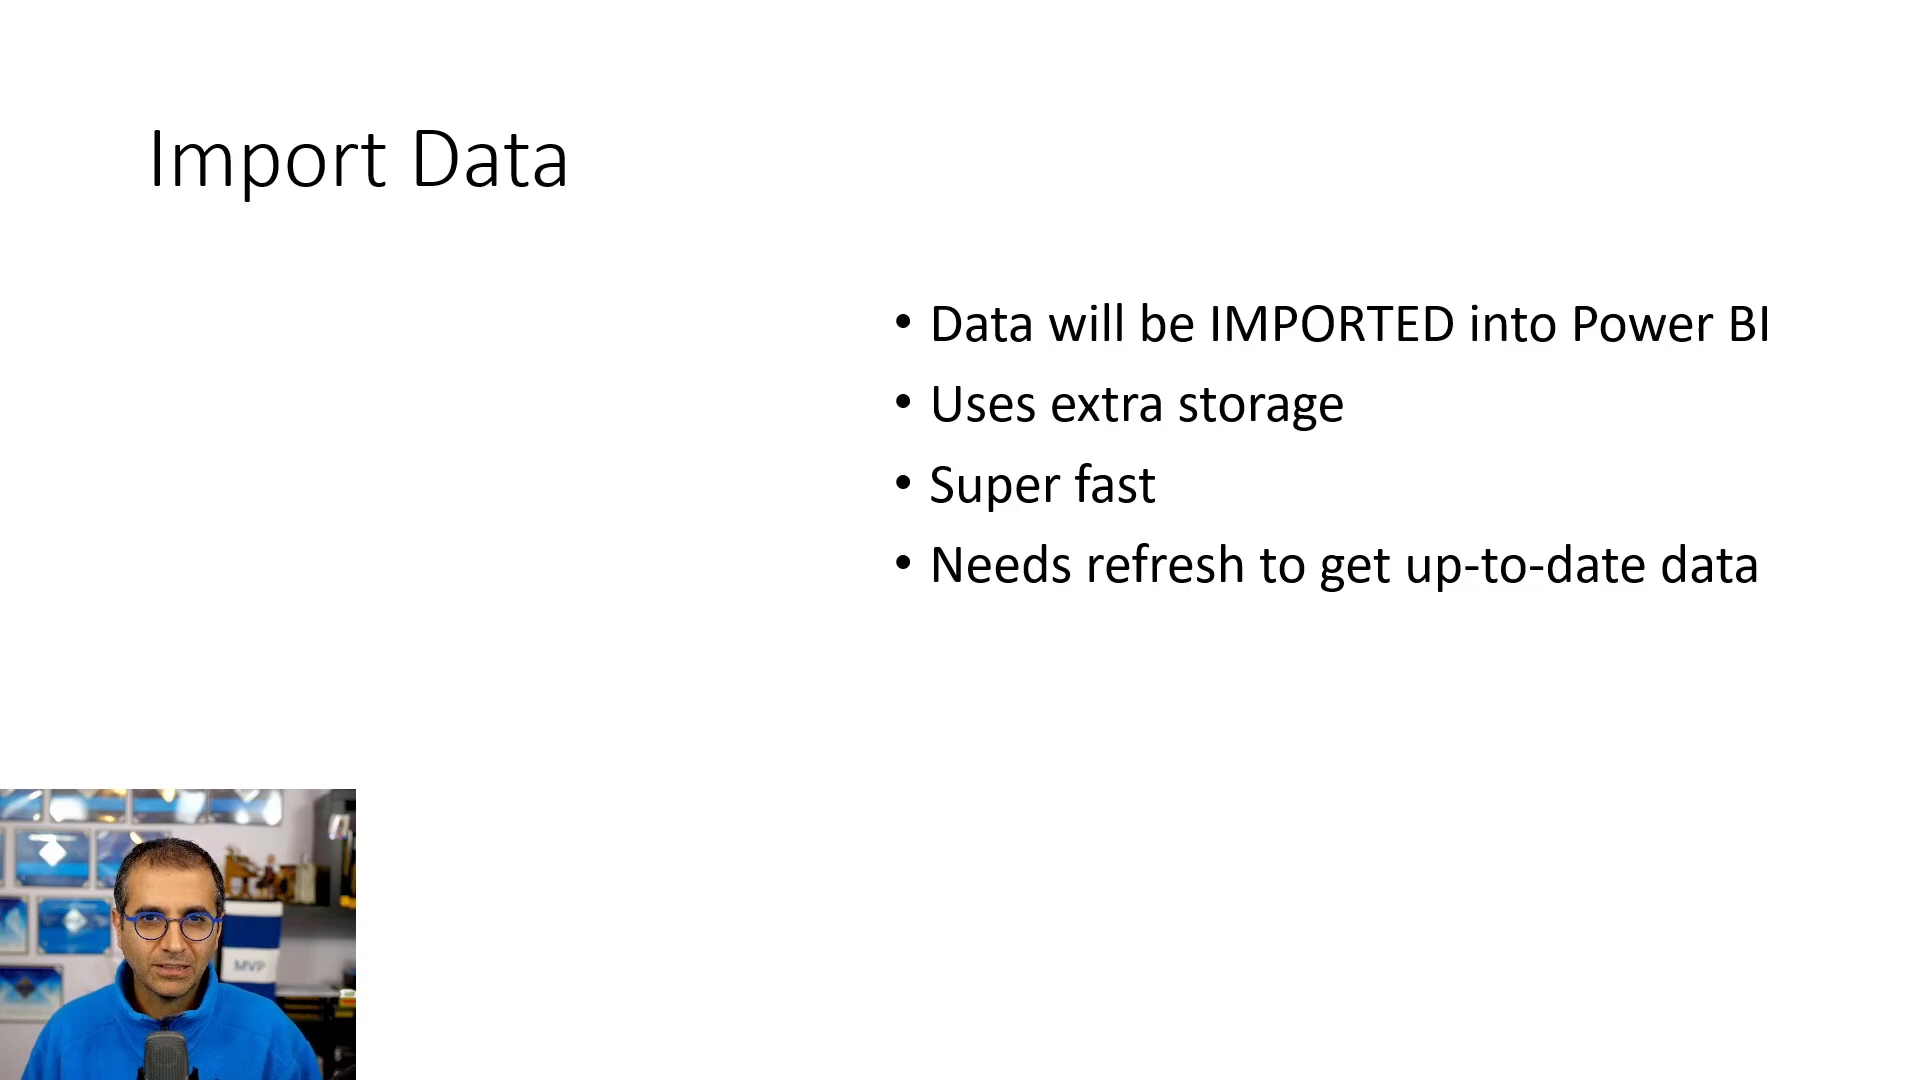 Import Data
• Data will be IMPORTED into Power BI
• Uses extra storage
• Super fast
• Needs refresh to get up-to-date data
MVP